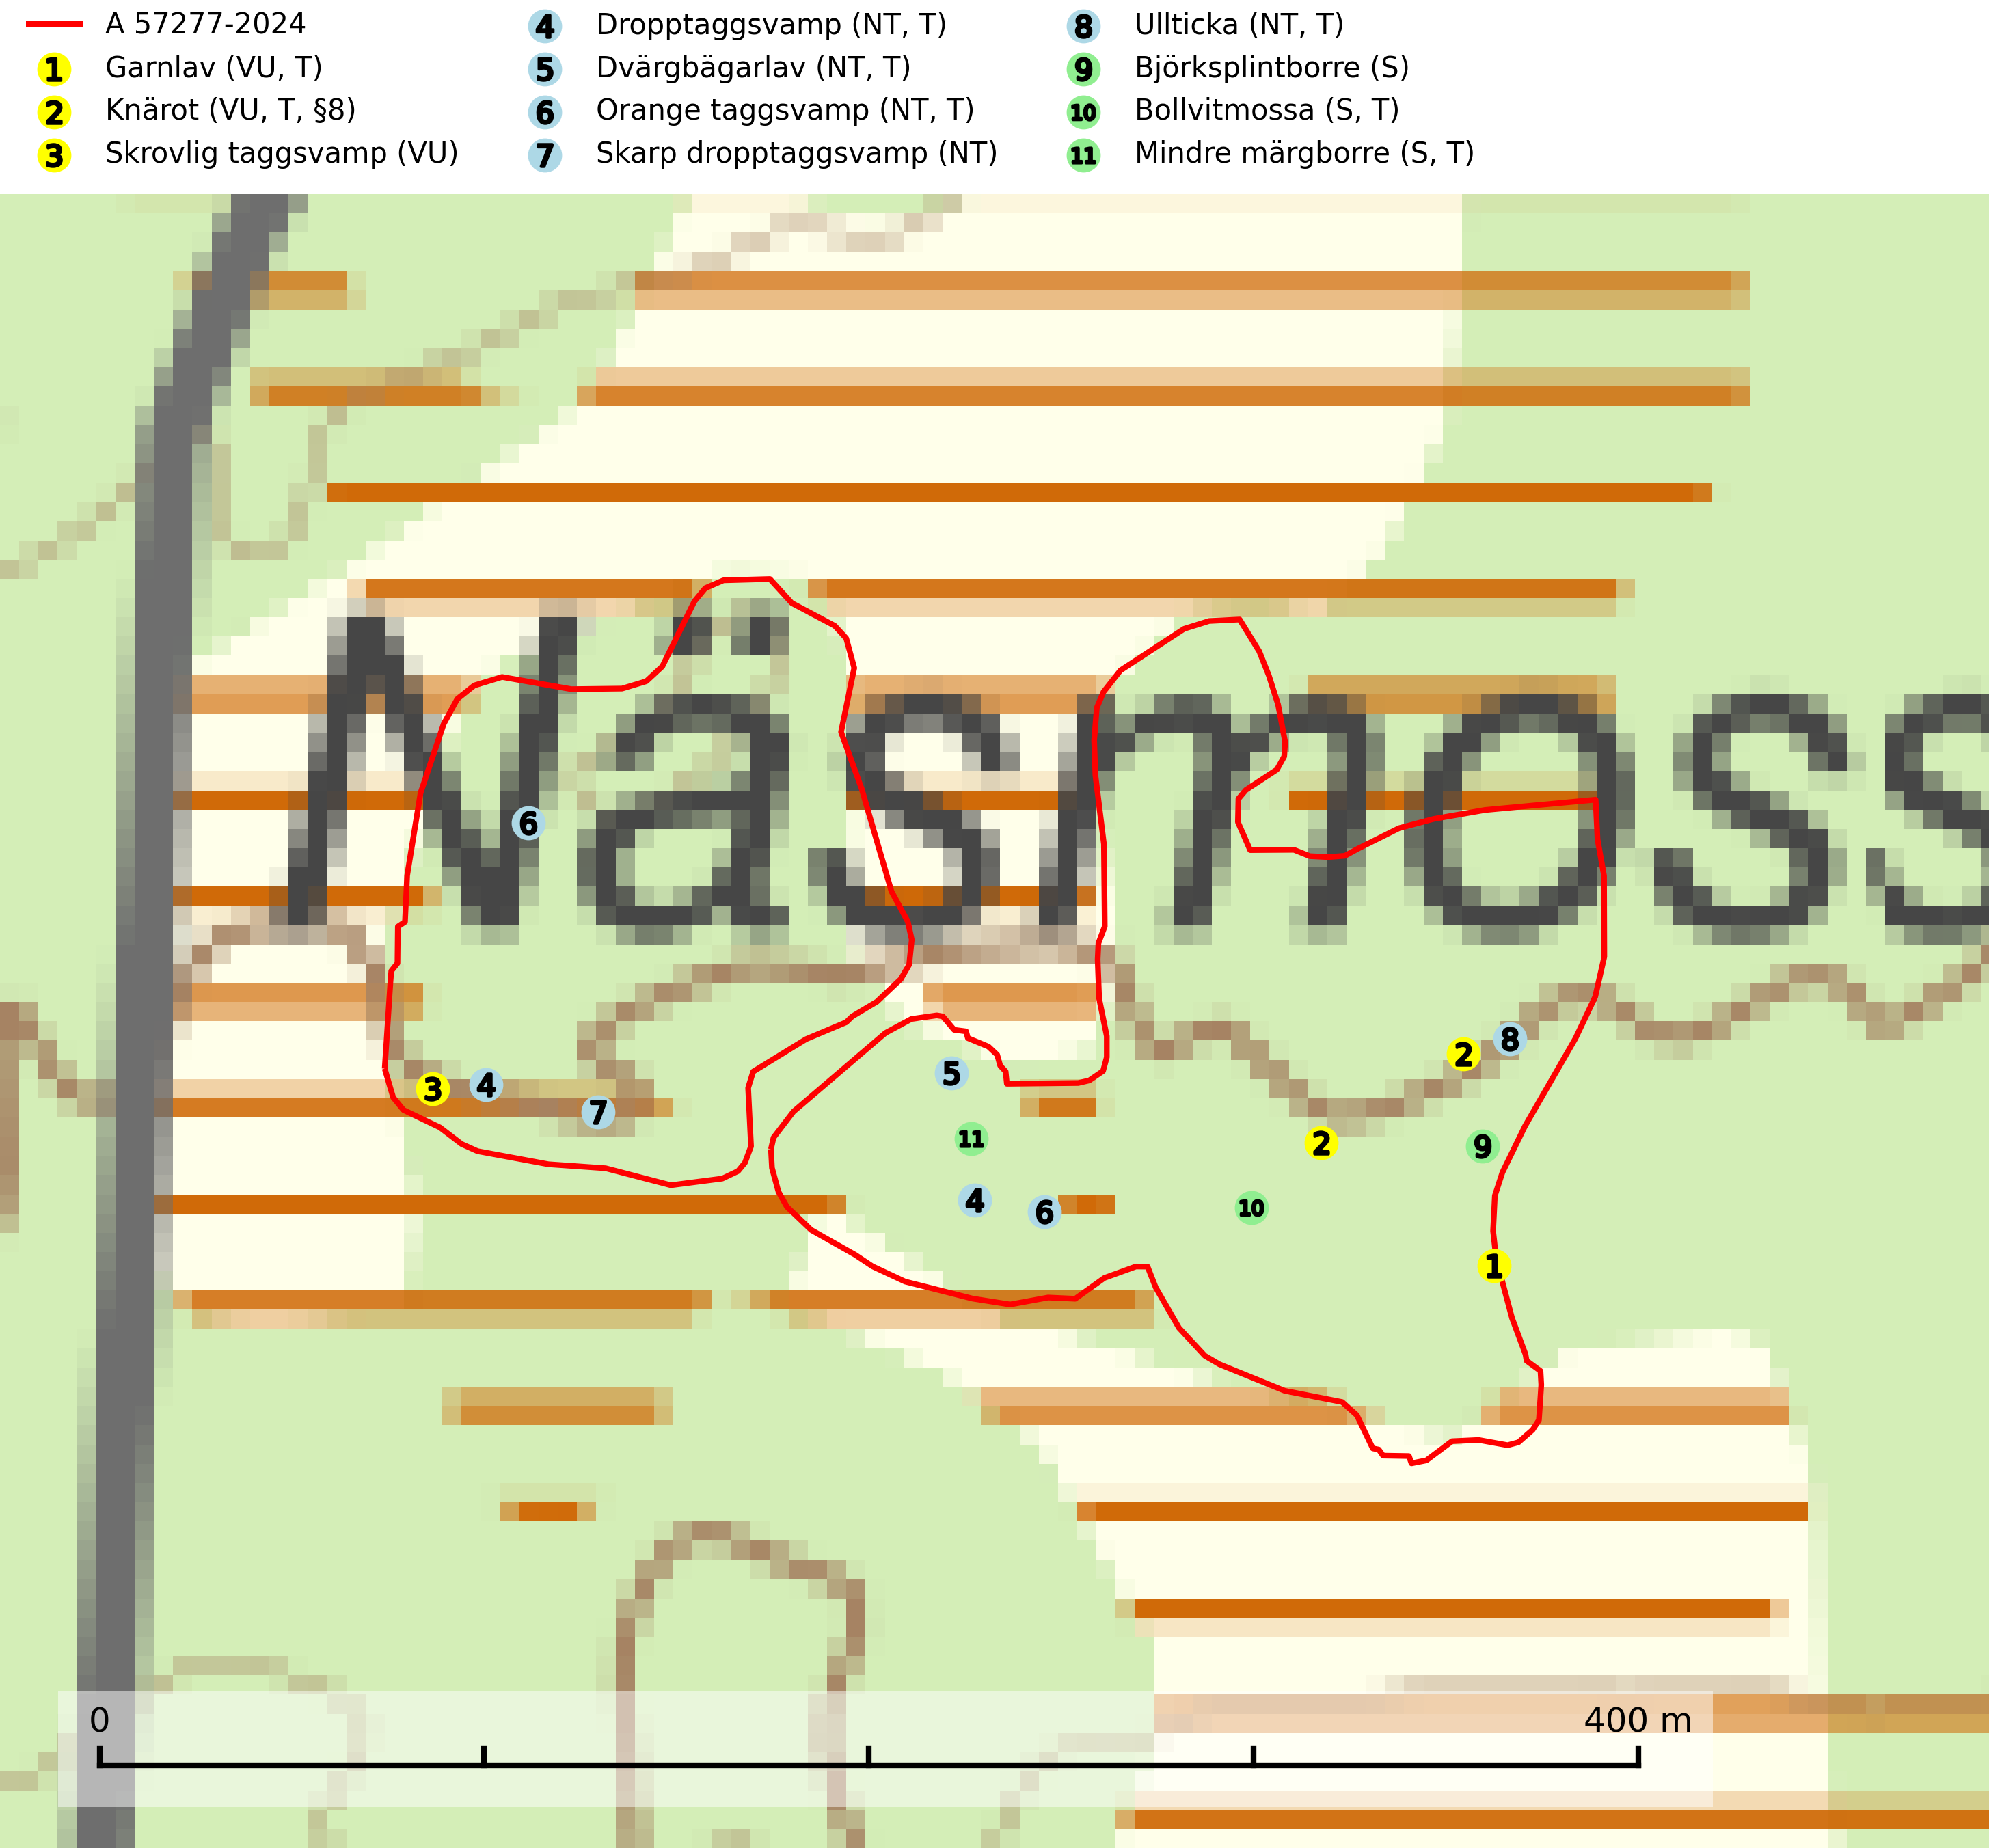 A 57277-2024
1 Garnlav (VU, T)
2 Knärot (VU, T, §8)
3 Skrovlig taggsvamp (VU)
4 Dropptaggsvamp (NT, T)
5 Dvärgbägarlav (NT, T)
6 Orange taggsvamp (NT, T)
7 Skarp dropptaggsvamp (NT)
8 Ullticka (NT, T)
9 Björksplintborre (S)
10 Bollvitmossa (S, T)
11 Mindre märgborre (S, T)
Näsmoss
6
8
2
5
3 4
7
11
2
9
4
6
10
1
0
400 m